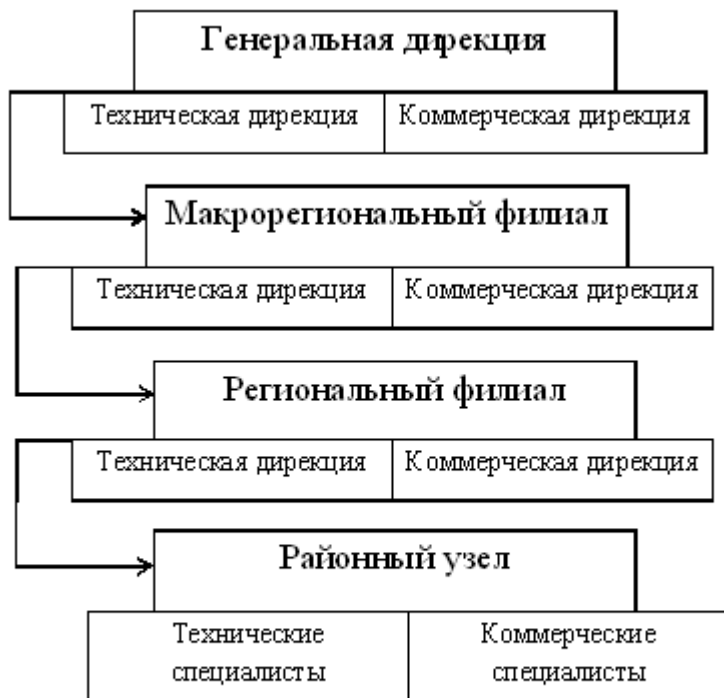 Генеральная дирекция
Техническая дирекция
Коммерческая дирекция
Макрорегиональный филиал
Техническая дирекция
Коммерческая дирекция
Региональный филиал
Техническая дирекция
Коммерческая дирекция
Районный узел
Технические
специалисты
Коммерческие
специалисты